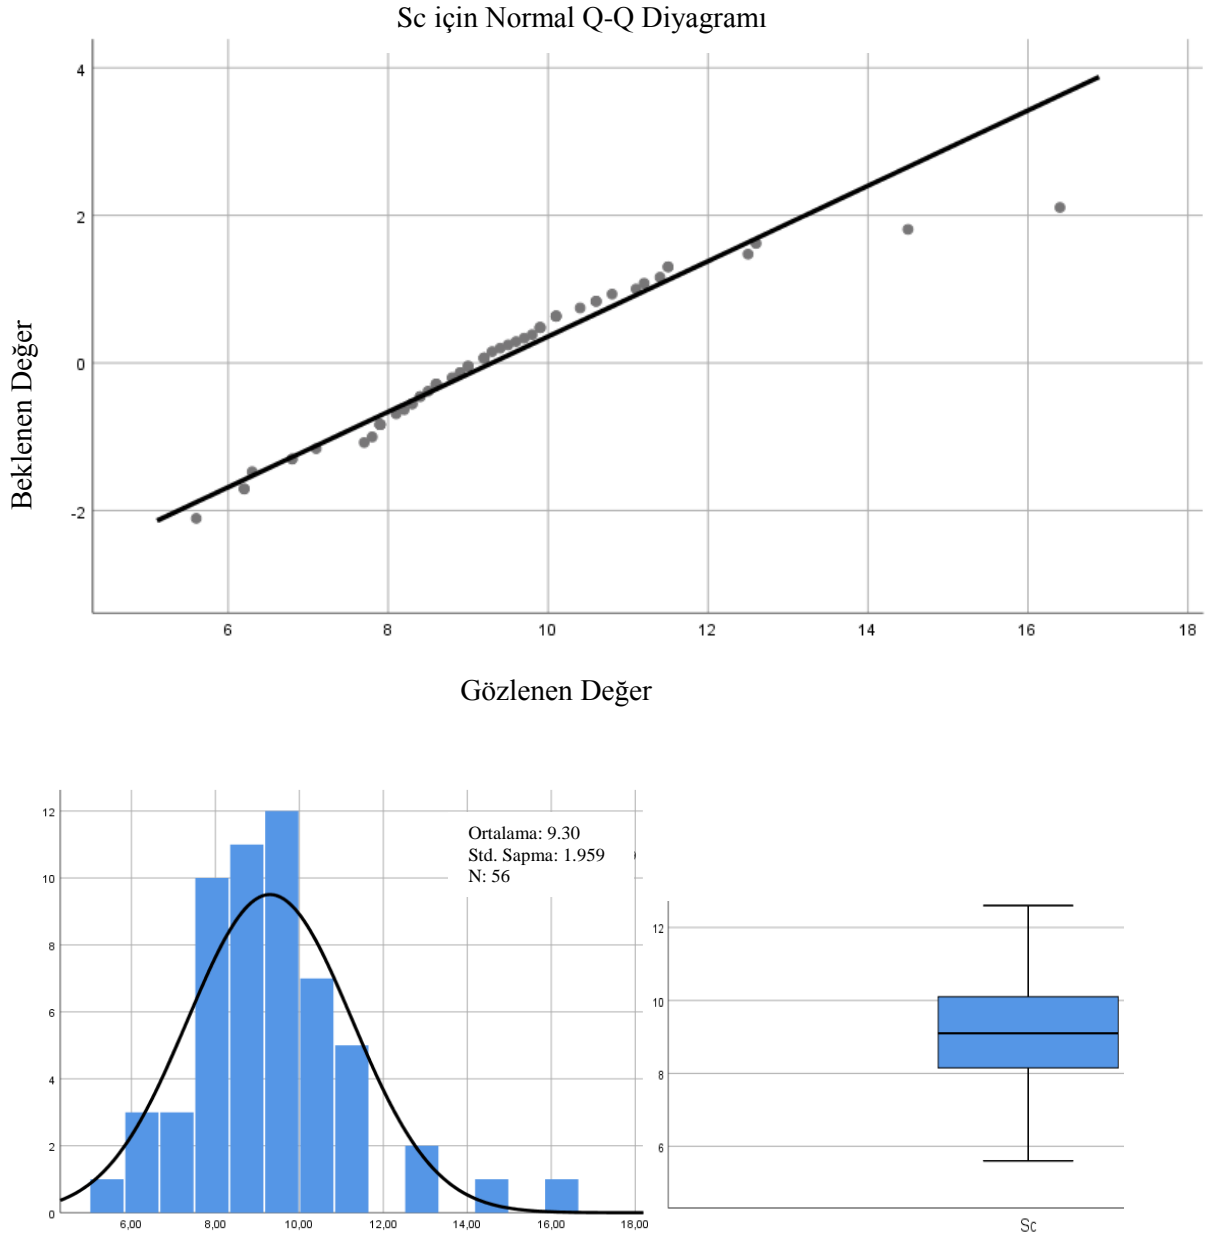 Sc için Normal Q-Q Diyagramı
4
2
0
-2
Beklenen Değer
6 8 10 12 14 16 18
Gözlenen Değer
12
10
8
6
4
2
0
Ortalama: 9.30
Std. Sapma: 1.959
N: 56
6,00 8,00 10,00 12,00 14,00 16,00 18,00
12
10
8
6
Sc